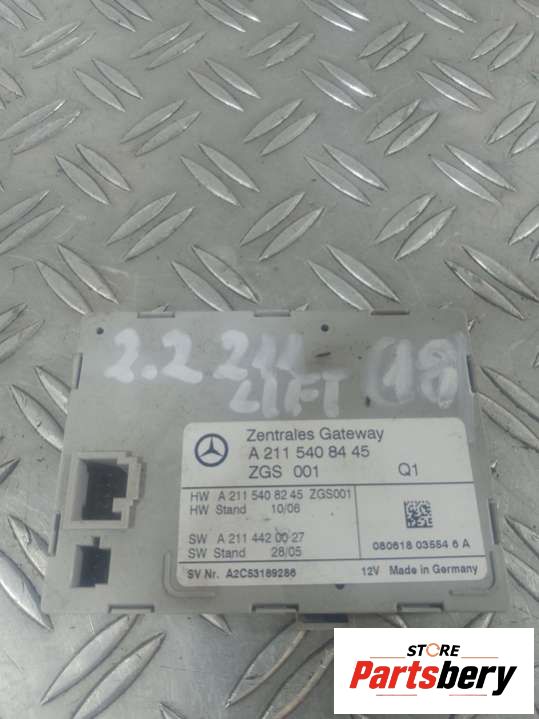 2.2 211
LIFT
18
Zentrales Gateway
A 211 540 84 45
ZGS 001 Q1
HW A 211 540 82 45 ZGS001
HW Stand 10/06
SW A 211 442 00 27
SW Stand 28/05
080618 03554 6 A
SV Nr. A2C53189286 12V Made in Germany
STORE
Partsbery